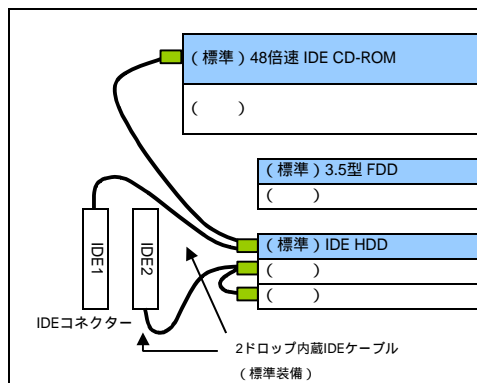 （標準）48倍速 IDE CD-ROM
（　　）
（標準）3.5型 FDD
（　　）
（標準）IDE HDD
（　　）
（　　）
IDE1
IDE2
IDEコネクター
2ドロップ内蔵IDEケーブル
（標準装備）